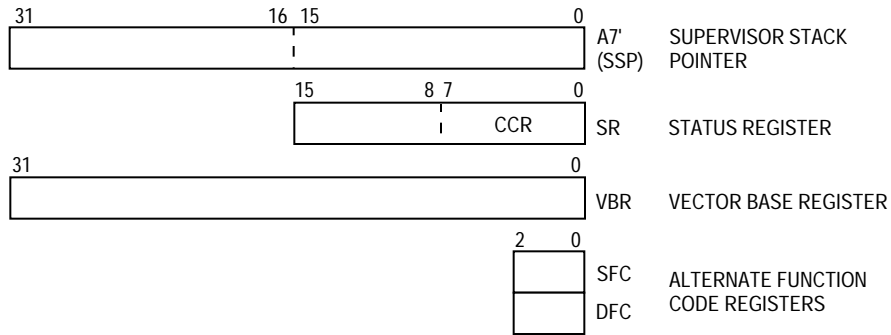 31 16 15 0
A7' SUPERVISOR STACK
(SSP) POINTER
15 8 7 0
CCR SR STATUS REGISTER
31 0
VBR VECTOR BASE REGISTER
2 0
SFC ALTERNATE FUNCTION
DFC CODE REGISTERS